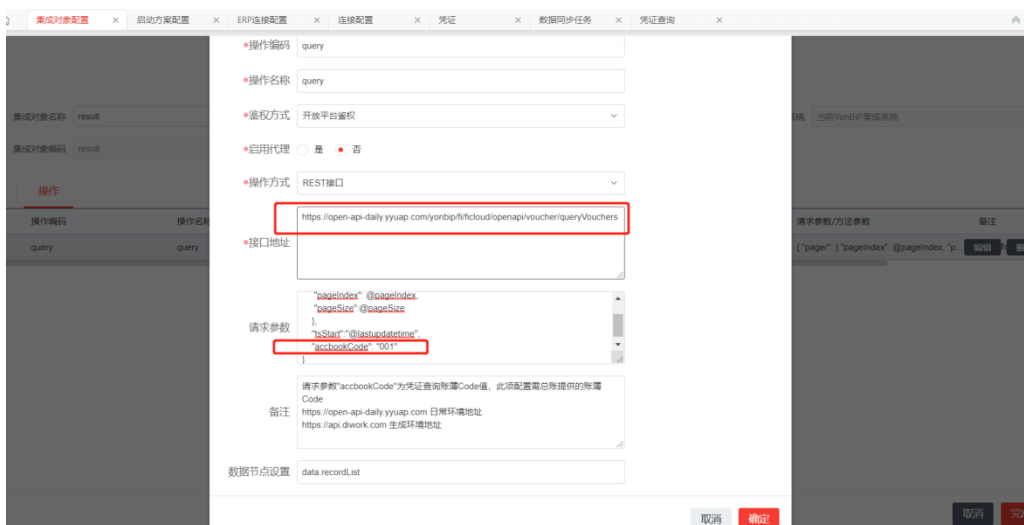 集成对象配置 × 启动方案配置 × ERP连接配置 × 连接配置 × 凭证 × 数据同步任务 × 凭证查询 ×
*操作编码 query
*操作名称 query
集成对象名称 result
*鉴权方式 开放平台鉴权
系统 当前YonBIP集成系统
集成对象编码 result
*启用代理 是 否
操作
*操作方式 REST接口
操作编码 操作名称
请求参数/方法参数 备注
query query
{ "pager": { "pageIndex": @pageIndex, "p... 编辑
*接口地址 https://open-api-daily.yyuap.com/yonbip/fi/ficloud/openapi/voucher/queryVouchers
请求参数
"pageIndex": @pageIndex,
"pageSize":@pageSize
},
"tsStart":"@lastupdatetime",
"accbookCode": "001"
}
备注
请求参数"accbookCode"为凭证查询账簿Code值，此项配置需总账提供的账簿
Code
https://open-api-daily.yyuap.com 日常环境地址
https://api.diwork.com 生成环境地址
数据节点设置 data.recordList
取消 确定
取消